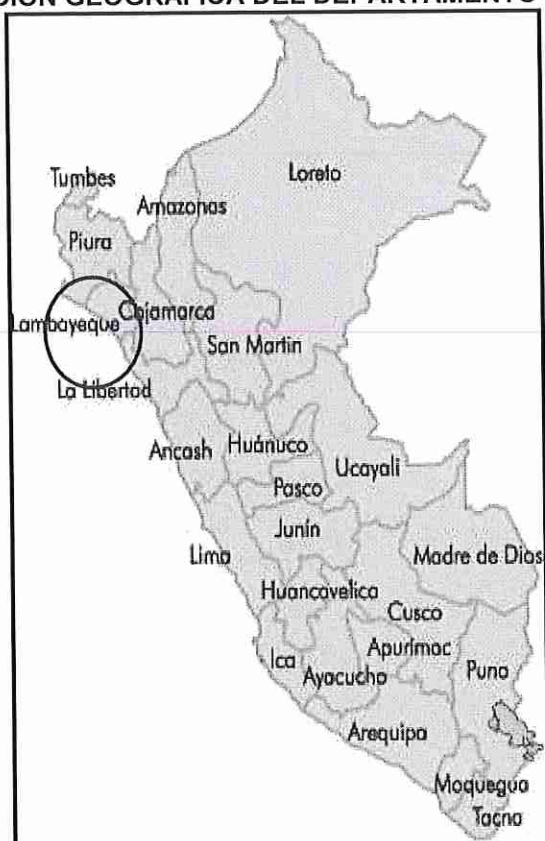 CIÓN GEOGRÁFICA DEL DEPARTAMENTO
Loreto
Tumbes
Amazonas
Piura
Cajamarca
Lambayeque
San Martín
La Libertad
Ancash
Huánuco
Ucayali
Pasco
Junín
Lima
Madre de Dios
Huancavelica
Cusco
Apurímac
Ica
Ayacucho
Puno
Arequipa
Moquegua
Tacna